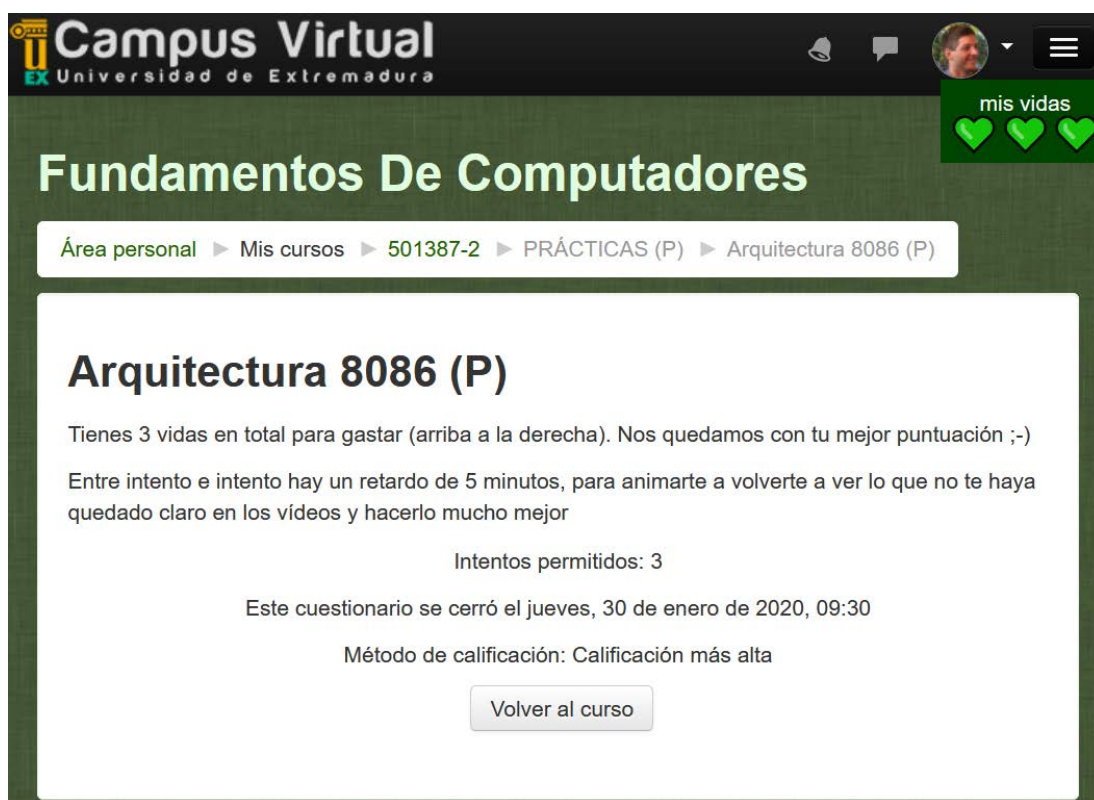 Campus Virtual
UEX Universidad de Extremadura
mis vidas
Fundamentos De Computadores
Área personal ▶ Mis cursos ▶ 501387-2 ▶ PRÁCTICAS (P) ▶ Arquitectura 8086 (P)
Arquitectura 8086 (P)
Tienes 3 vidas en total para gastar (arriba a la derecha). Nos quedamos con tu mejor puntuación ;-)
Entre intento e intento hay un retardo de 5 minutos, para animarte a volverte a ver lo que no te haya
quedado claro en los vídeos y hacerlo mucho mejor
Intentos permitidos: 3
Este cuestionario se cerró el jueves, 30 de enero de 2020, 09:30
Método de calificación: Calificación más alta
Volver al curso